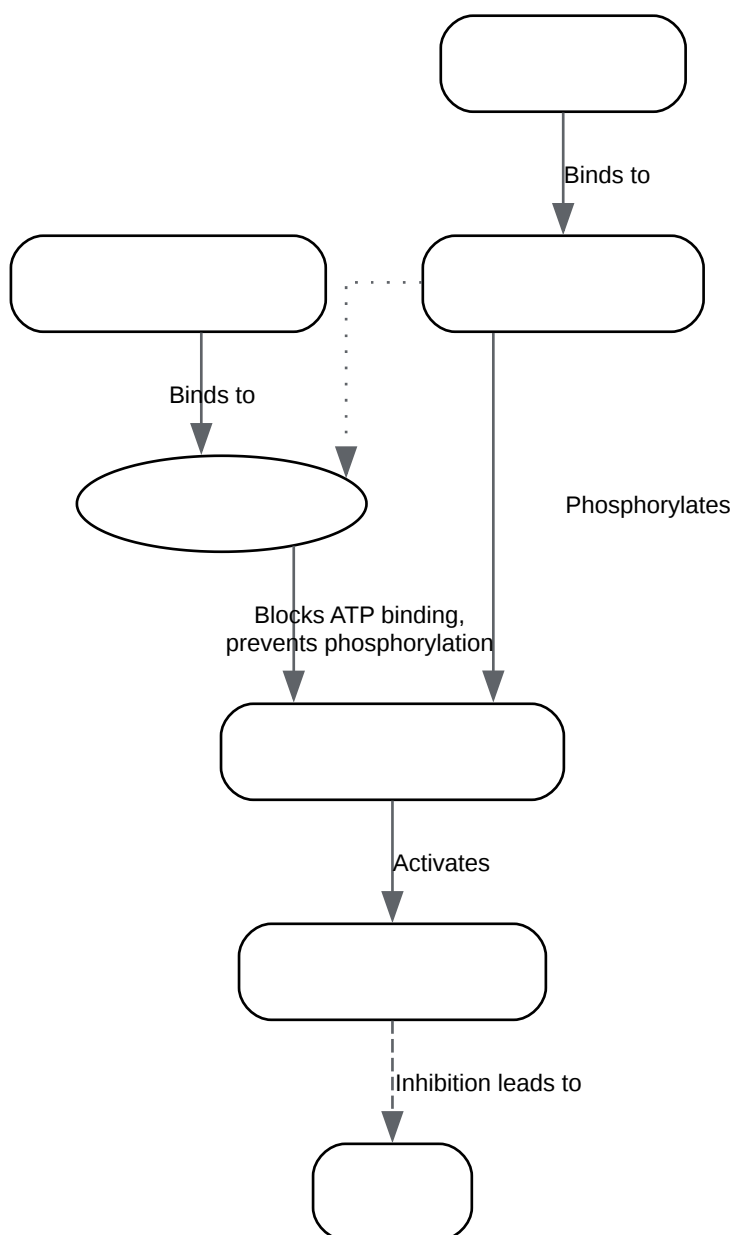 Binds to
Binds to
Phosphorylates
Blocks ATP binding,
prevents phosphorylation
Activates
Inhibition leads to